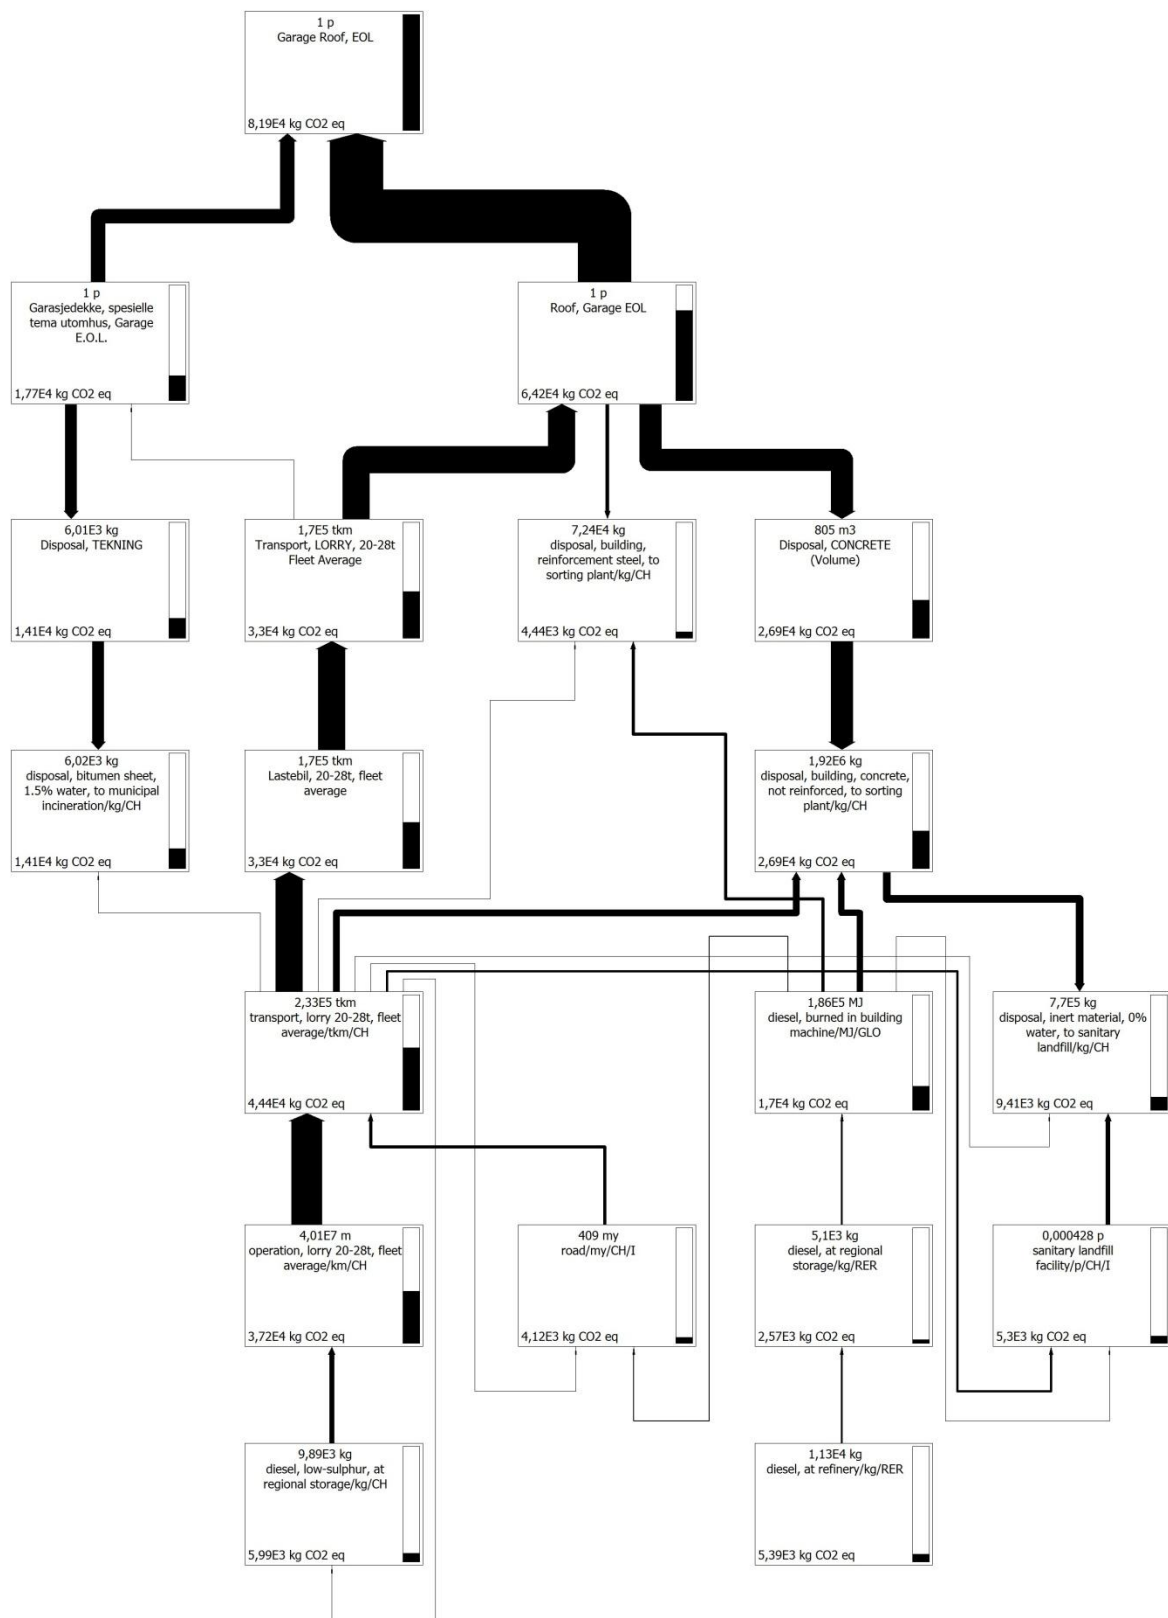 1 p
Garage Roof, EOL
8,19E4 kg CO2 eq
1 p
Garasjedekke, spesielle
tema utomhus, Garage
E.O.L.
1,77E4 kg CO2 eq
1 p
Roof, Garage EOL
6,42E4 kg CO2 eq
6,01E3 kg
Disposal, TEKNING
1,41E4 kg CO2 eq
1,7E5 tkm
Transport, LORRY, 20-28t
Fleet Average
3,3E4 kg CO2 eq
7,24E4 kg
disposal, building,
reinforcement steel, to
sorting plant/kg/CH
4,44E3 kg CO2 eq
805 m3
Disposal, CONCRETE
(Volume)
2,69E4 kg CO2 eq
6,02E3 kg
disposal, bitumen sheet,
1.5% water, to municipal
incineration/kg/CH
1,41E4 kg CO2 eq
1,7E5 tkm
Lastebil, 20-28t, fleet
average
3,3E4 kg CO2 eq
1,92E6 kg
disposal, building, concrete,
not reinforced, to sorting
plant/kg/CH
2,69E4 kg CO2 eq
2,33E5 tkm
transport, lorry 20-28t, fleet
average/tkm/CH
4,44E4 kg CO2 eq
1,86E5 MJ
diesel, burned in building
machine/MJ/GLO
1,7E4 kg CO2 eq
7,7E5 kg
disposal, inert material, 0%
water, to sanitary
landfill/kg/CH
9,41E3 kg CO2 eq
4,01E7 m
operation, lorry 20-28t, fleet
average/km/CH
3,72E4 kg CO2 eq
409 my
road/my/CH/I
4,12E3 kg CO2 eq
5,1E3 kg
diesel, at regional
storage/kg/RER
2,57E3 kg CO2 eq
0,000428 p
sanitary landfill
facility/p/CH/I
5,3E3 kg CO2 eq
9,89E3 kg
diesel, low-sulphur, at
regional storage/kg/CH
5,99E3 kg CO2 eq
1,13E4 kg
diesel, at refinery/kg/RER
5,39E3 kg CO2 eq